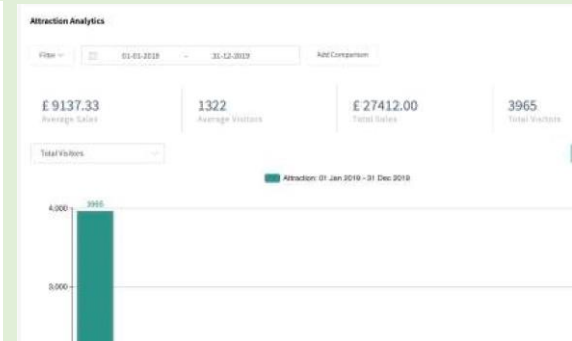 Attraction Analytics
Filter 01-01-2019 ~ 31-12-2019 Add Comparison
£ 9137.33 1322 £ 27412.00 3965
Average Sales Average Visitors Total Sales Total Visitors
Total Visitors
Attraction: 01 Jan 2019 - 31 Dec 2019
3965
4,000
3,000